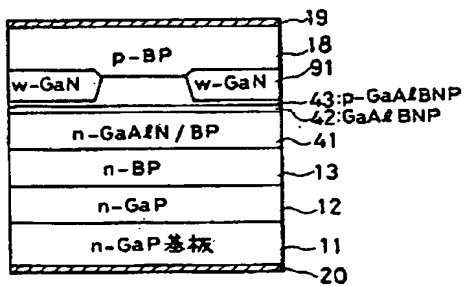 19
p-BP
18
w-GaN
w-GaN
91
43:p-GaAlBNP
42:GaAlBNP
n-GaAlN/BP
41
n-BP
13
n-GaP
12
n-GaP基板
11
20